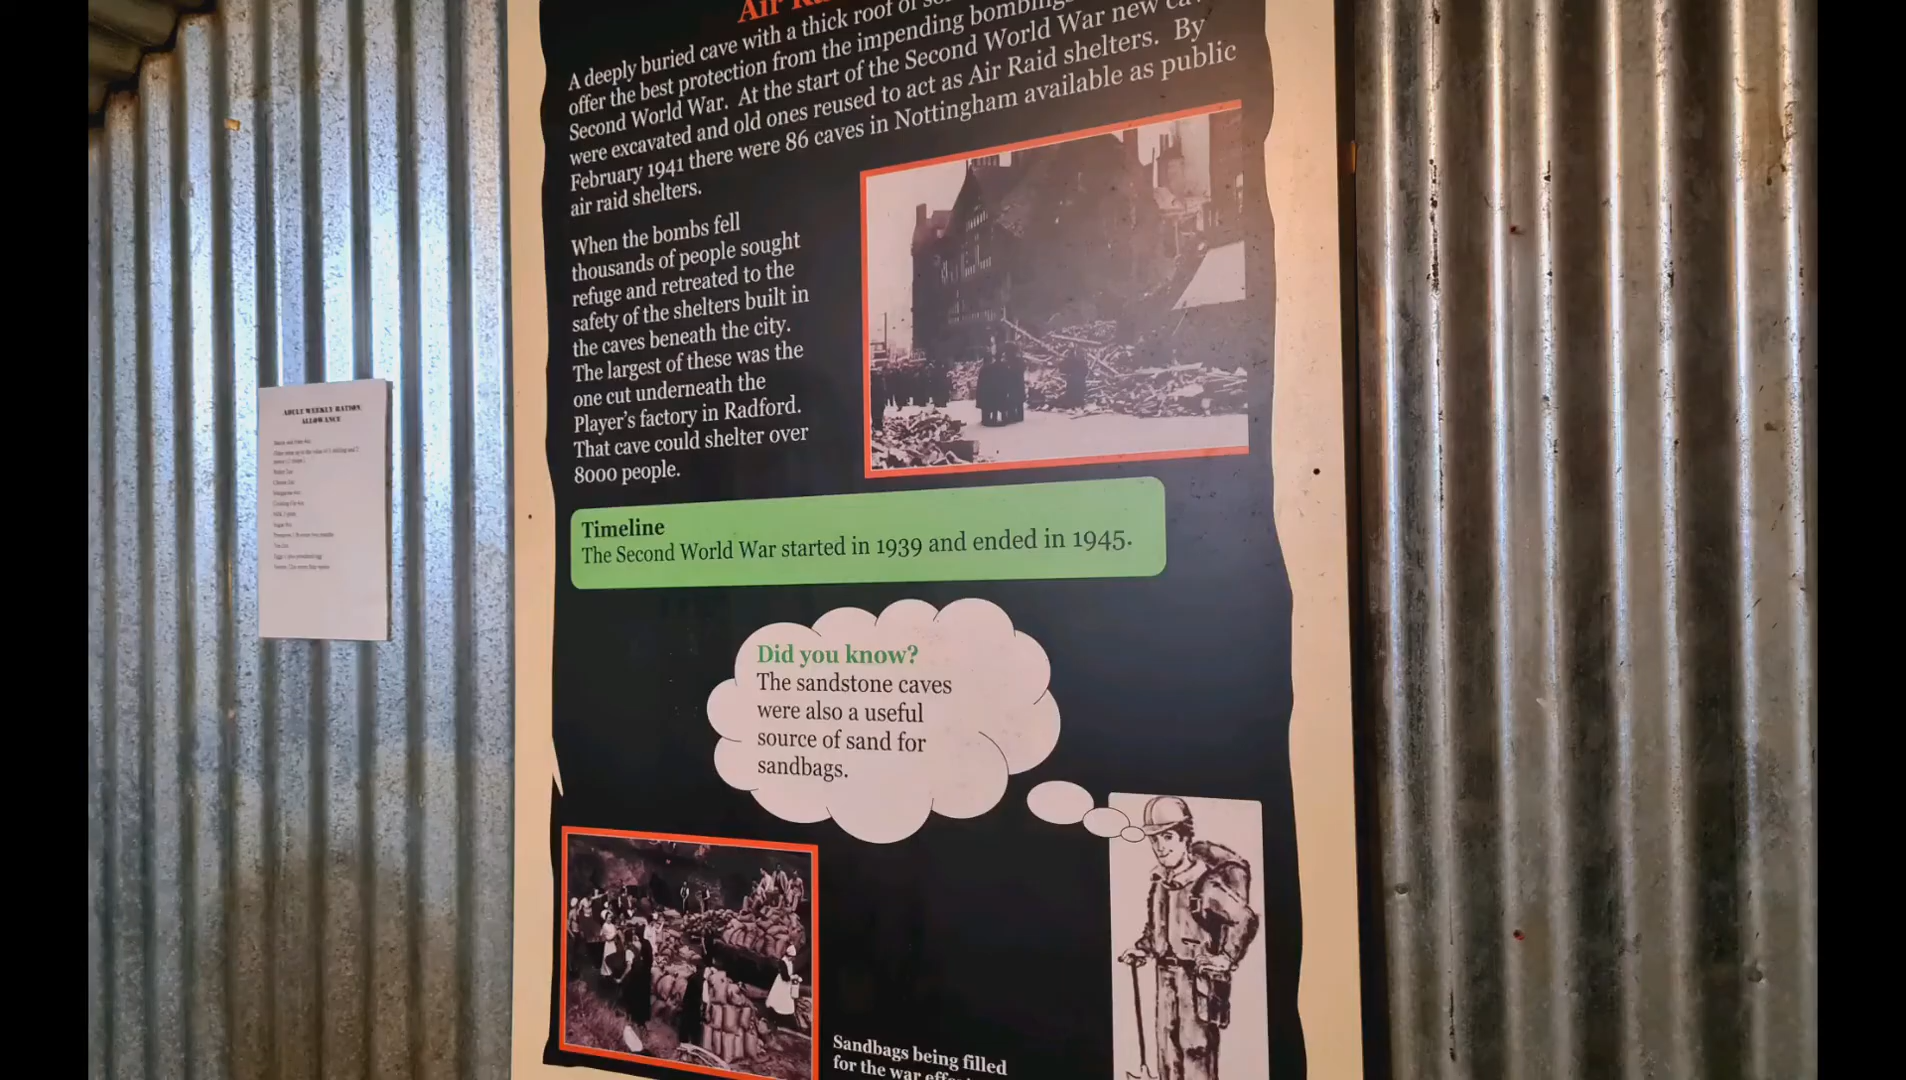 Air
A deeply buried cave with a thick roof of
offer the best protection from the impending
Second World War. At the start of the Second World War new
were excavated and old ones reused to act as Air Raid shelters. By
February 1941 there were 86 caves in Nottingham available as public
air raid shelters.
When the bombs fell
thousands of people sought
refuge and retreated to the
safety of the shelters built in
the caves beneath the city.
The largest of these was the
one cut underneath the
Player's factory in Radford.
That cave could shelter over
8000 people.
Timeline
The Second World War started in 1939 and ended in 1945.
Did you know?
The sandstone caves
were also a useful
source of sand for
sandbags.
Sandbags being filled
for the war
ADULT WEEKLY RATION
ALLOWANCE